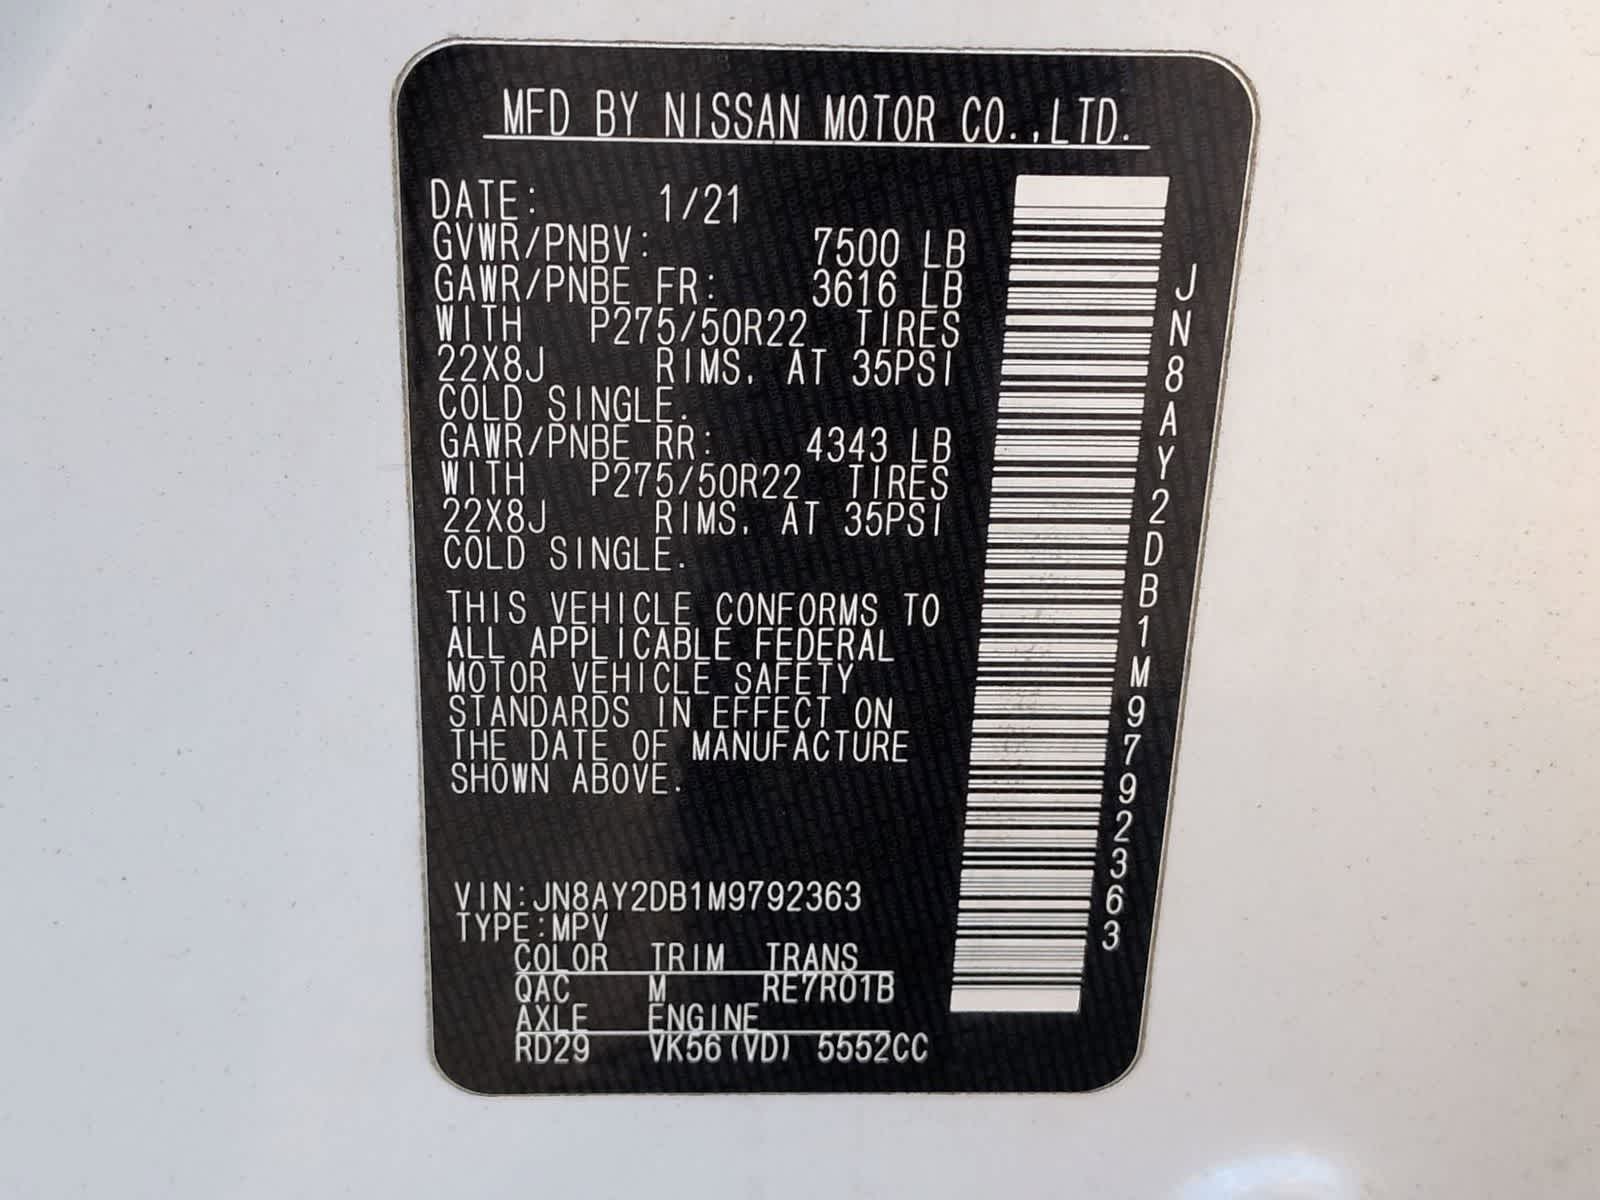 MFD BY NISSAN MOTOR CO.,LTD.
DATE: 1/21
GVWR/PNBV: 7500 LB
GAWR/PNBE FR: 3616 LB
WITH P275/50R22 TIRES
22X8J RIMS, AT 35PSI
COLD SINGLE.
GAWR/PNBE RR: 4343 LB
WITH P275/50R22 TIRES
22X8J RIMS, AT 35PSI
COLD SINGLE.
THIS VEHICLE CONFORMS TO
ALL APPLICABLE FEDERAL
MOTOR VEHICLE SAFETY
STANDARDS IN EFFECT ON
THE DATE OF MANUFACTURE
SHOWN ABOVE.
VIN:JN8AY2DB1M9792363
TYPE:MPV
COLOR TRIM TRANS
QAC M RE7R01B
AXLE ENGINE
RD29 VK56(VD) 5552CC
JN8AY2DB1M9792363